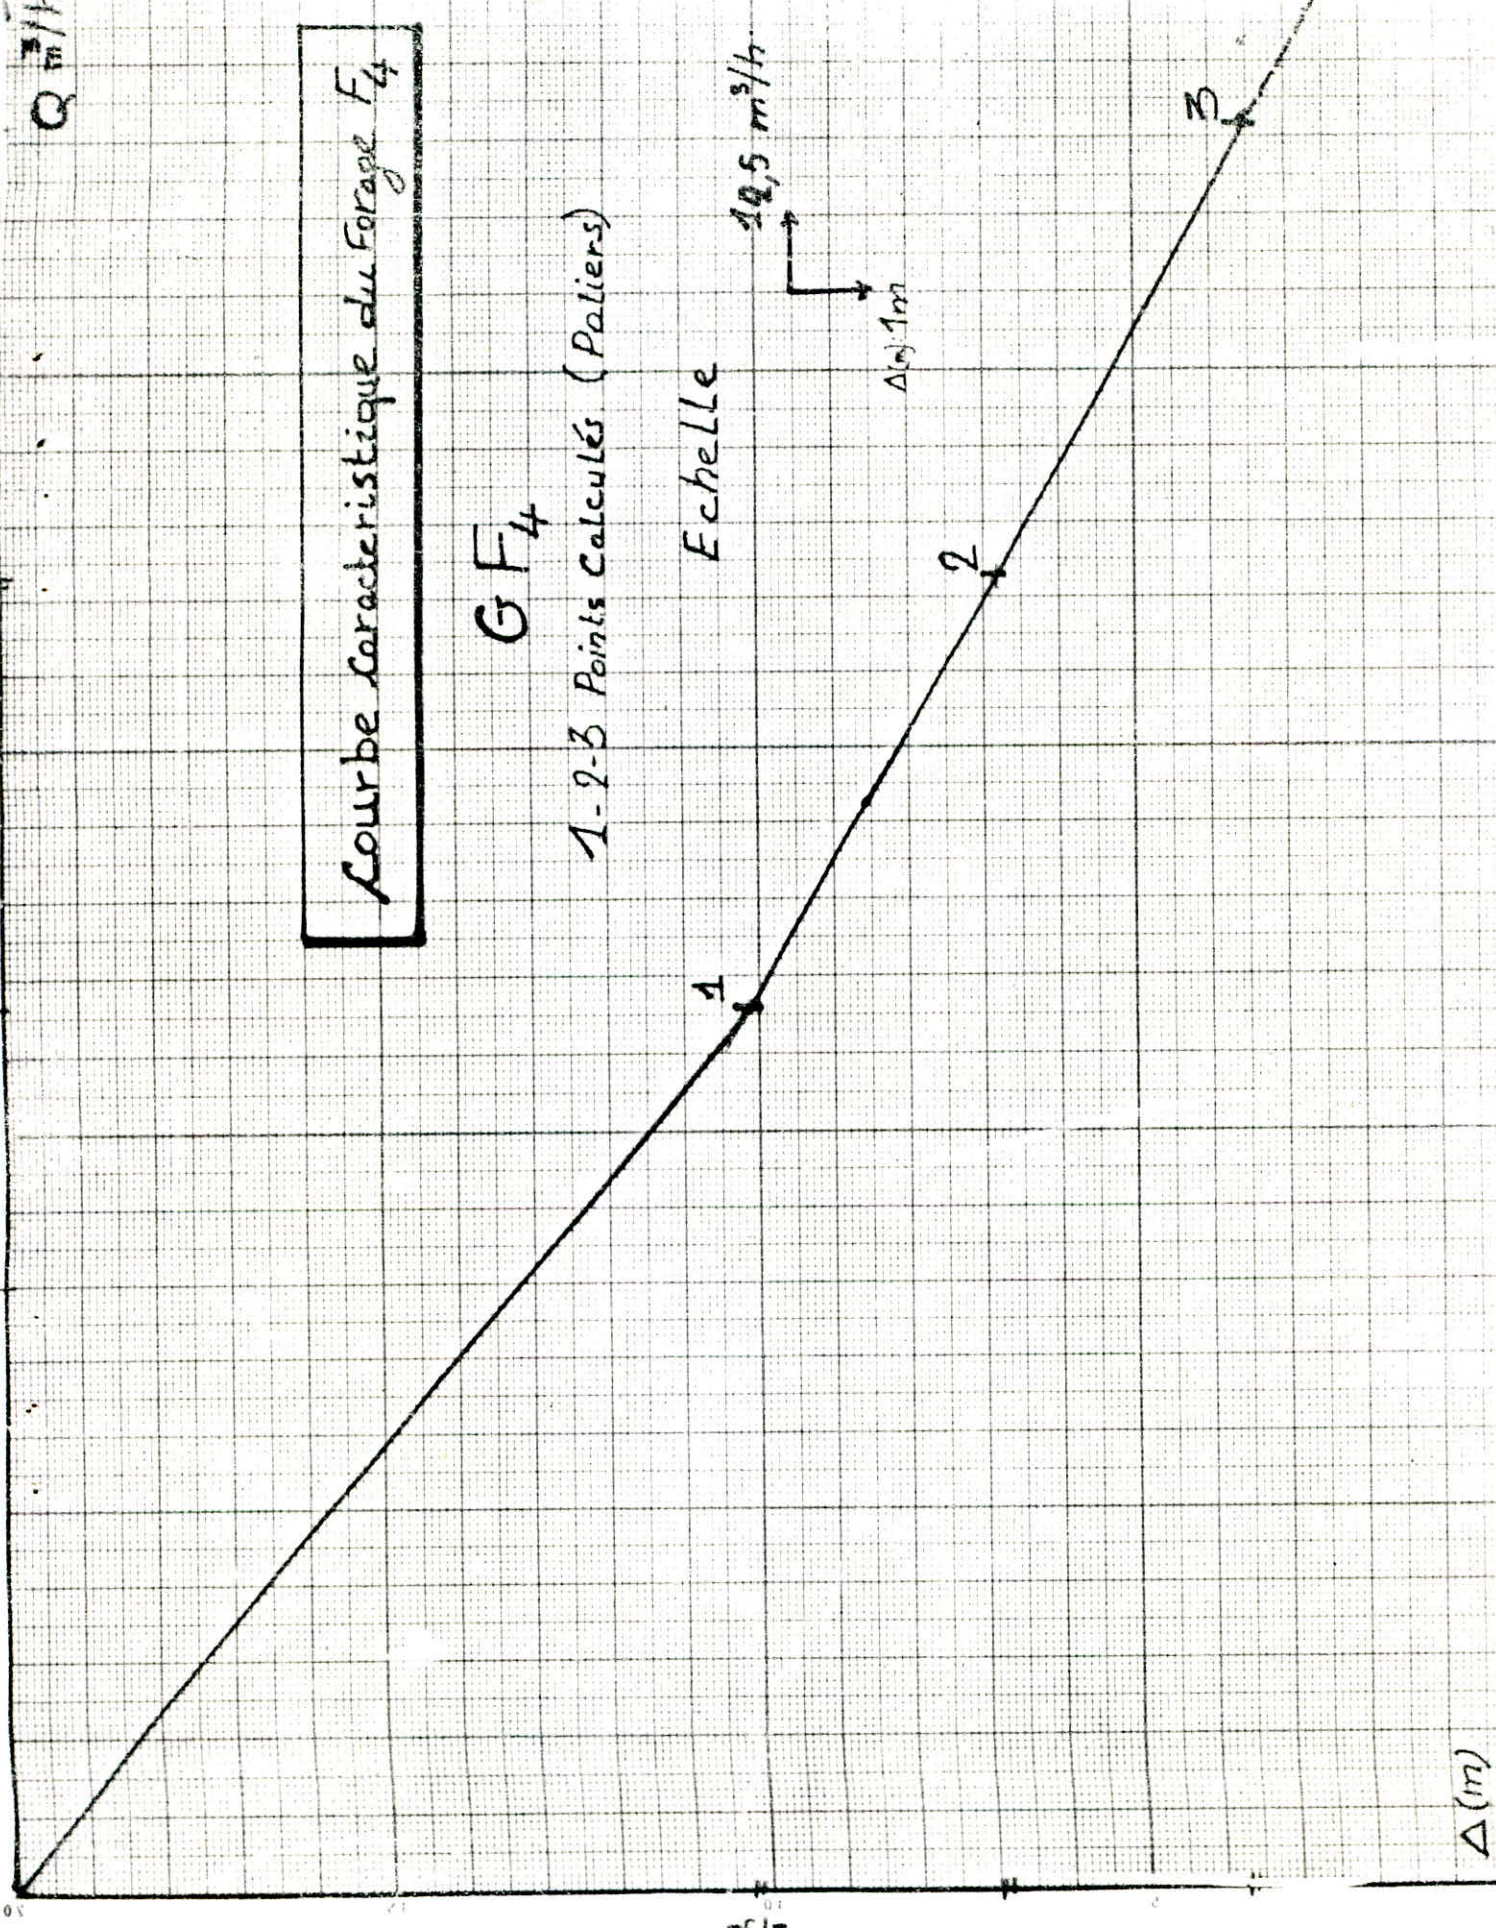 Q m³/h
Courbe Caracteristique du Forage F4
G F4
1-2-3 Points Calculés (Paliers)
Echelle
12,5 m³/h
Δ(m) 1m
1
2
3
Δ(m)